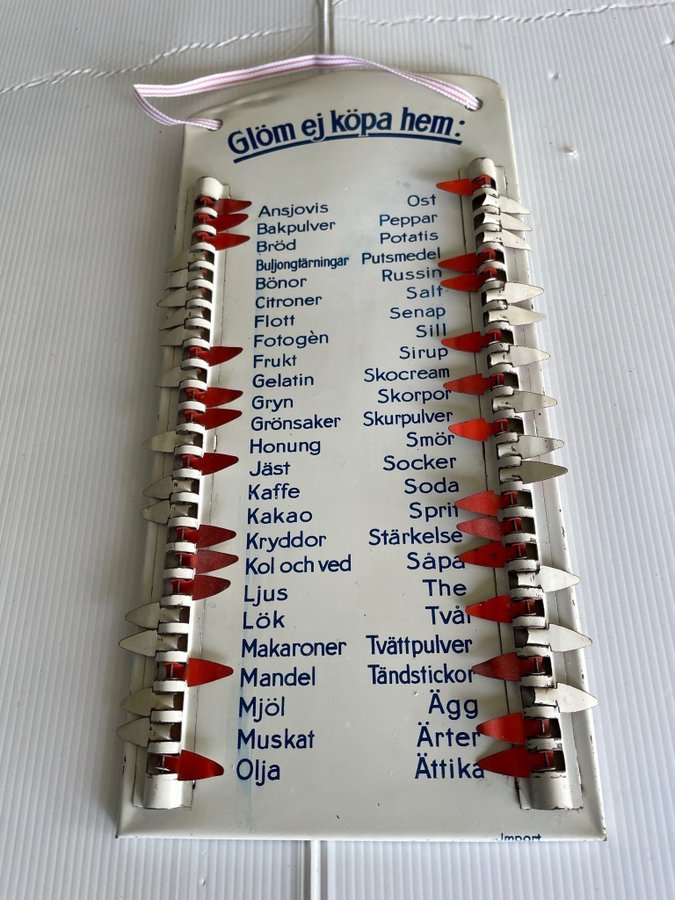 Glöm ej köpa hem:
Ansjovis
Bakpulver
Bröd
Buljongtärningar
Bönor
Citroner
Flott
Fotogèn
Frukt
Gelatin
Gryn
Grönsaker
Honung
Jäst
Kaffe
Kakao
Kryddor
Kol och ved
Ljus
Lök
Makaroner
Mandel
Mjöl
Muskat
Olja
Ost
Peppar
Potatis
Putsmedel
Russin
Salt
Senap
Sill
Sirup
Skocream
Skorpor
Skurpulver
Smör
Socker
Soda
Sprit
Stärkelse
Såpa
The
Tvål
Tvättpulver
Tändstickor
Ägg
Ärter
Ättika
Import